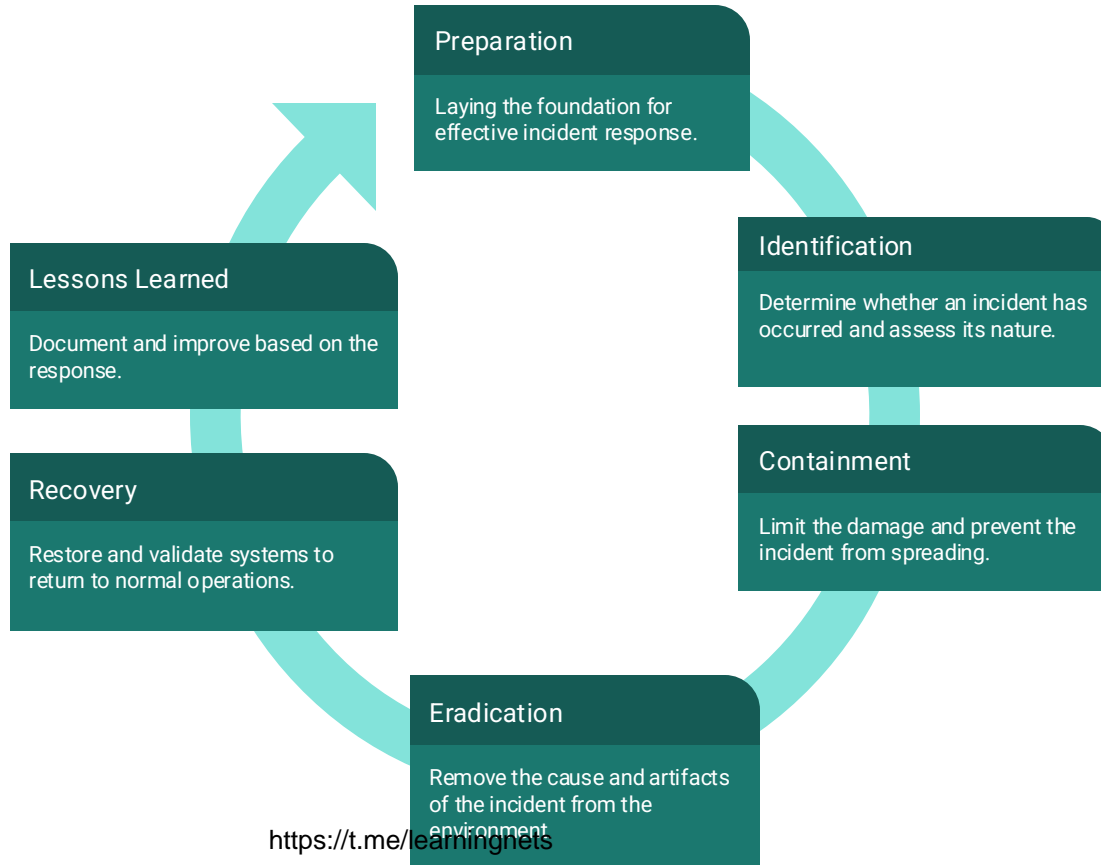 Preparation
Laying the foundation for
effective incident response.
Identification
Determine whether an incident has
occurred and assess its nature.
Containment
Limit the damage and prevent the
incident from spreading.
Eradication
Remove the cause and artifacts
of the incident from the
environment.
Recovery
Restore and validate systems to
return to normal operations.
Lessons Learned
Document and improve based on the
response.
https://t.me/learningnets